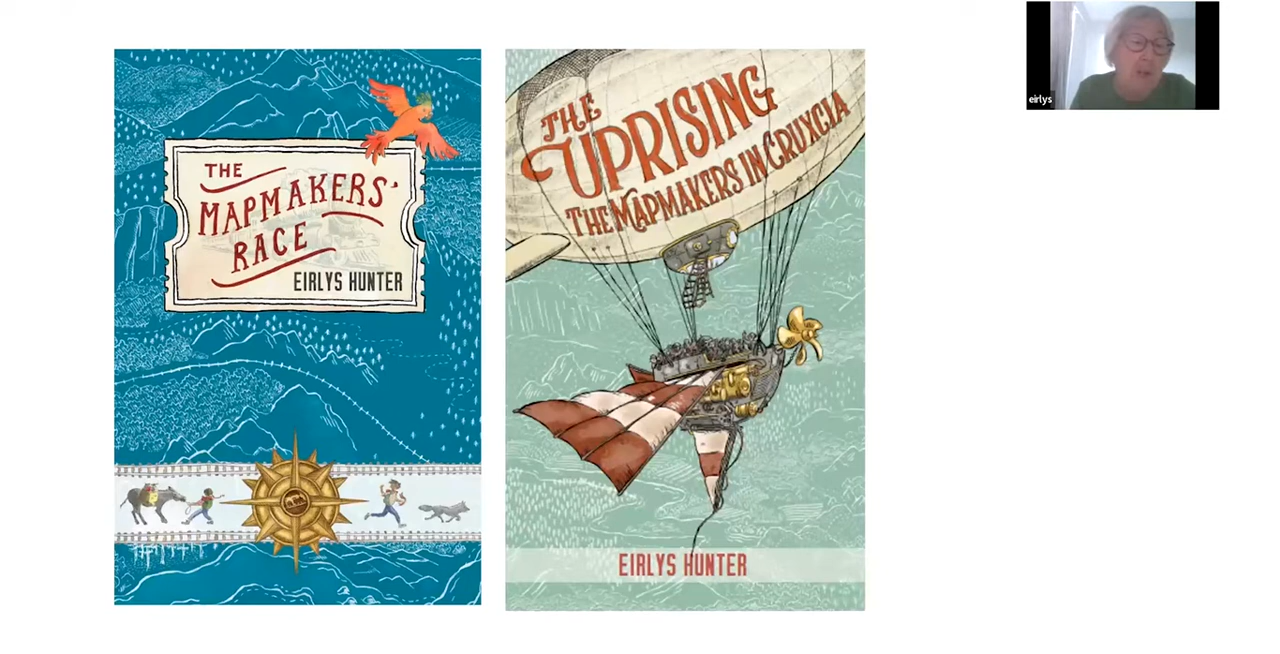 THE
MAPMAKERS'
RACE
EIRLYS HUNTER
THE
UPRISING
THE MAPMAKERS IN CRUXCIA
EIRLYS HUNTER
eirlys